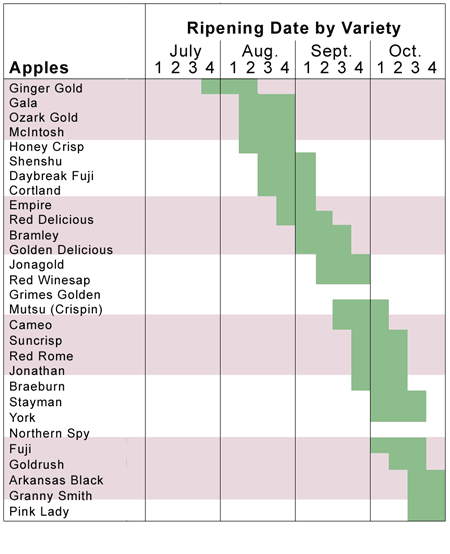 Ripening Date by Variety
July Aug. Sept. Oct.
Apples 1 2 3 4 1 2 3 4 1 2 3 4 1 2 3 4
Ginger Gold
Gala
Ozark Gold
McIntosh
Honey Crisp
Shenshu
Daybreak Fuji
Cortland
Empire
Red Delicious
Bramley
Golden Delicious
Jonagold
Red Winesap
Grimes Golden
Mutsu (Crispin)
Cameo
Suncrisp
Red Rome
Jonathan
Braeburn
Stayman
York
Northern Spy
Fuji
Goldrush
Arkansas Black
Granny Smith
Pink Lady